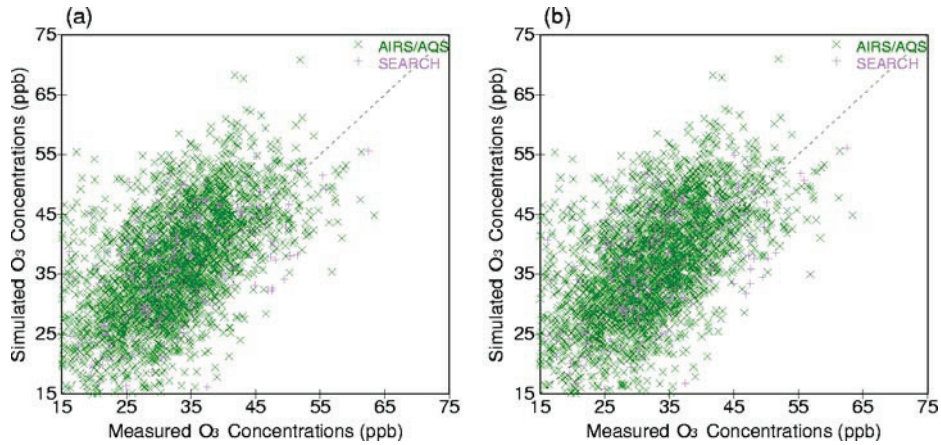 (a)
75
65
55
45
35
25
15
15 25 35 45 55 65 75
Simulated O3 Concentrations (ppb)
Measured O3 Concentrations (ppb)
AIRS/AQS
SEARCH
(b)
75
65
55
45
35
25
15
15 25 35 45 55 65 75
Simulated O3 Concentrations (ppb)
Measured O3 Concentrations (ppb)
AIRS/AQS
SEARCH